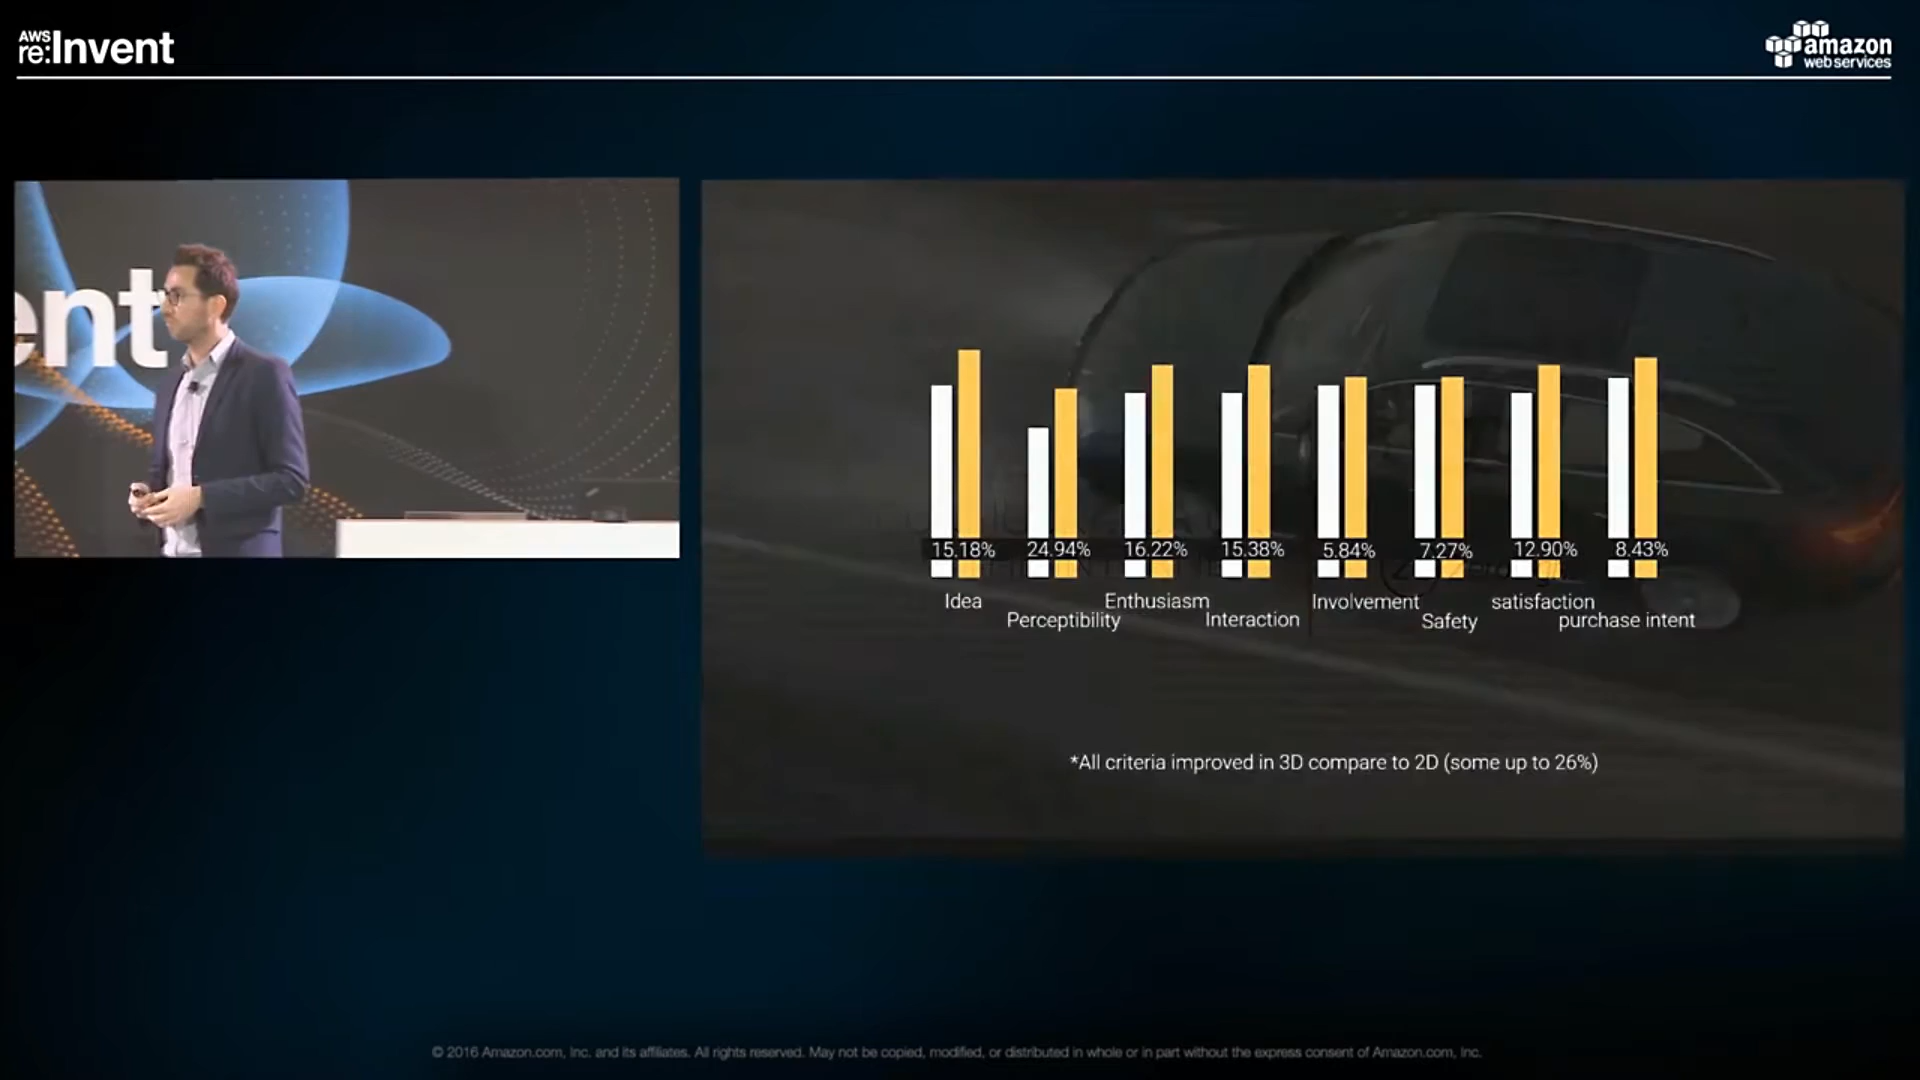 AWS
re:Invent
amazon
web services
ent
15.18% 24.94% 16.22% 15.38% 5.84% 7.27% 12.90% 8.43%
Idea
Perceptibility
Enthusiasm
Interaction
Involvement
Safety
satisfaction
purchase intent
*All criteria improved in 3D compare to 2D (some up to 26%)
© 2016 Amazon.com, Inc. and its affiliates. All rights reserved. May not be copied, modified, or distributed in whole or in part without the express consent of Amazon.com, Inc.